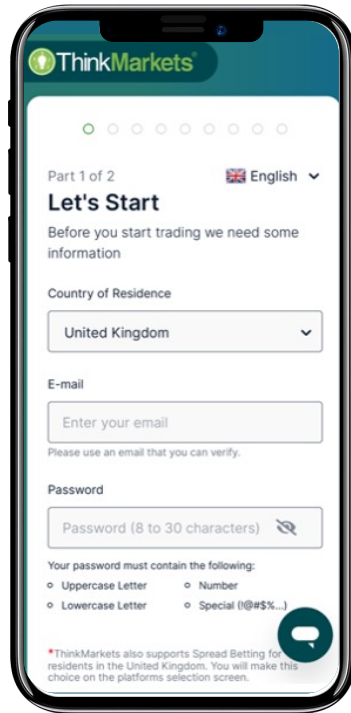 ThinkMarkets
Part 1 of 2
English
Let's Start
Before you start trading we need some
information
Country of Residence
United Kingdom
E-mail
Enter your email
Please use an email that you can verify.
Password
Password (8 to 30 characters)
Your password must contain the following:
Uppercase Letter
Number
Lowercase Letter
Special (!@#$%...)
*ThinkMarkets also supports Spread Betting for
residents in the United Kingdom. You will make this
choice on the platforms selection screen.